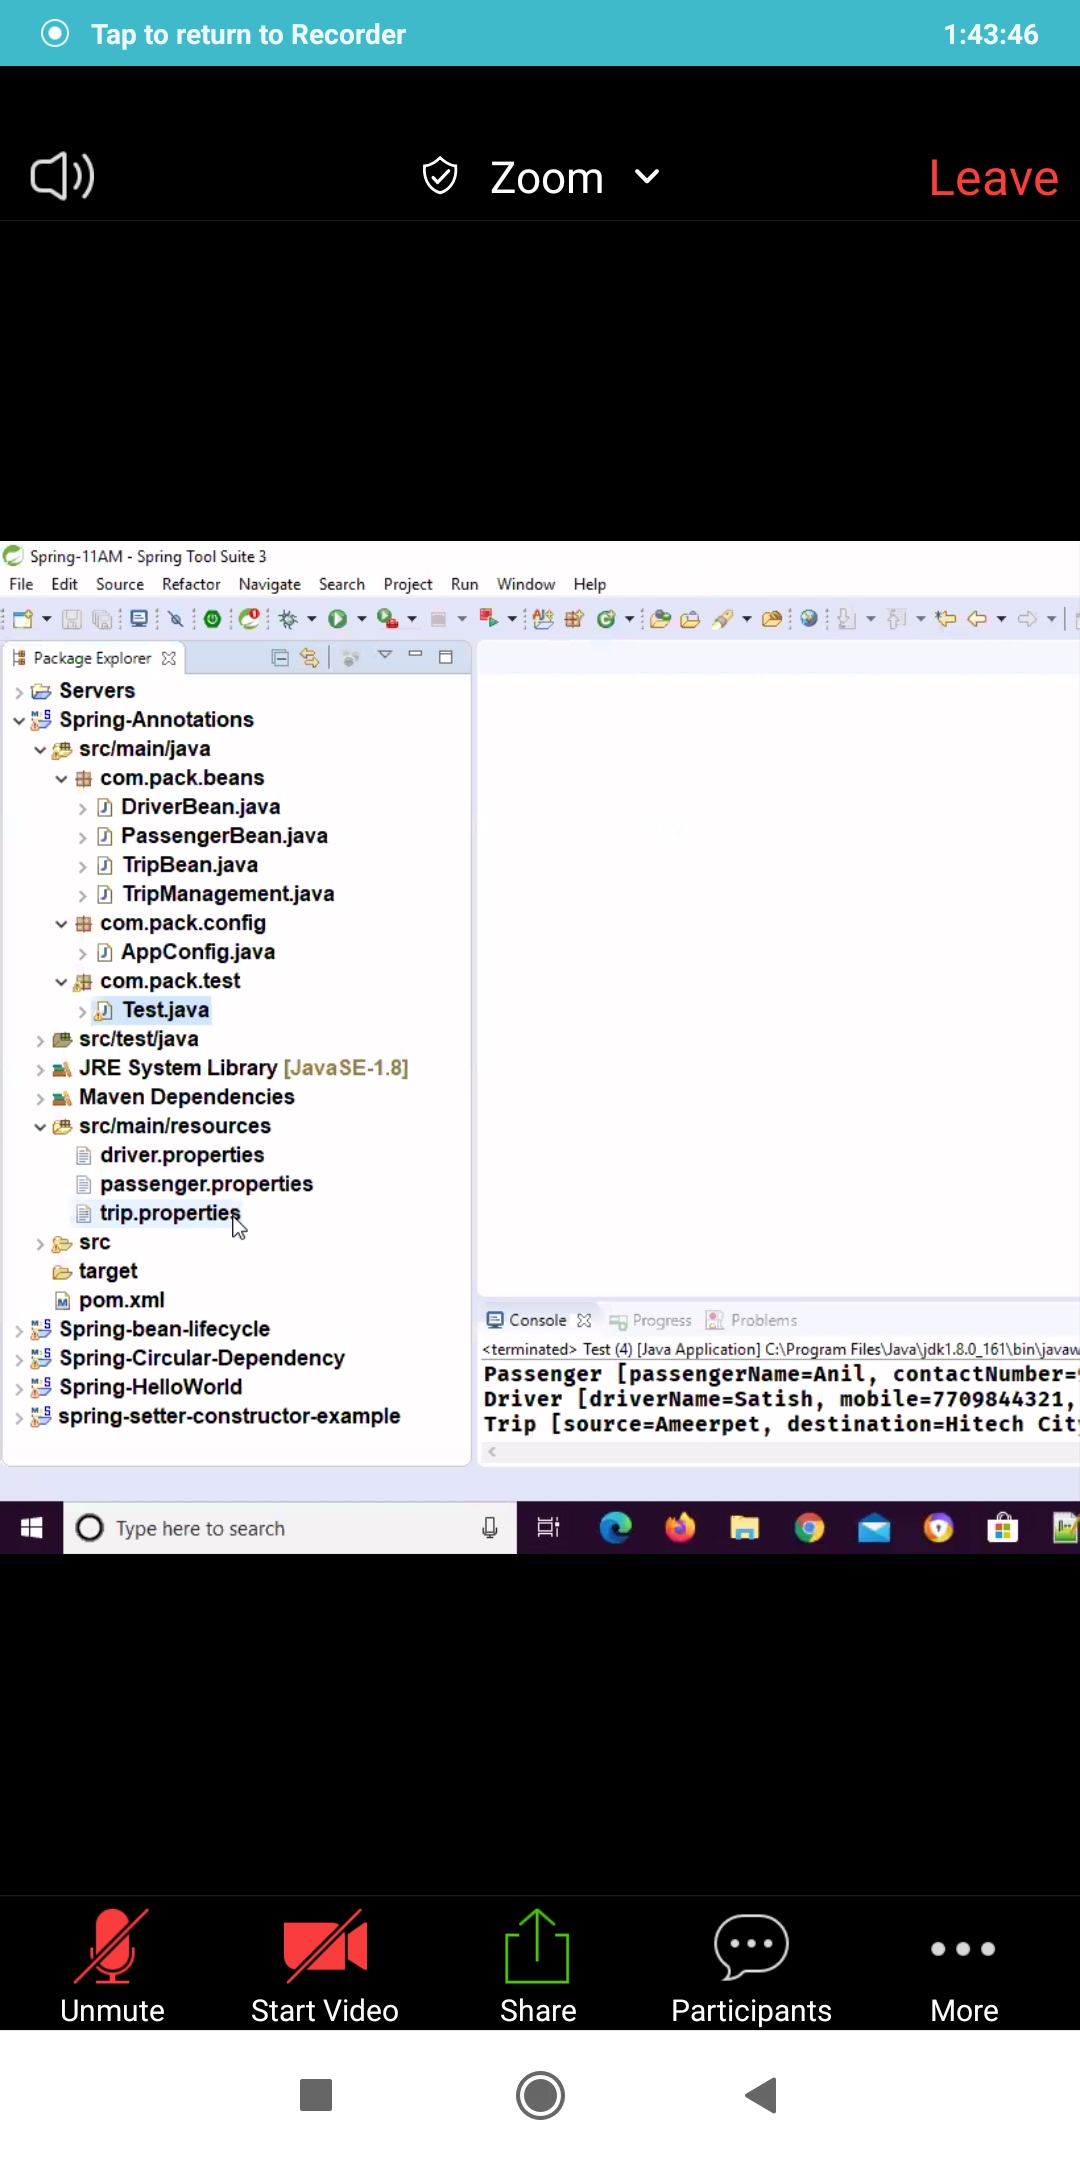 Tap to return to Recorder 1:43:46
Zoom Leave
Spring-11AM - Spring Tool Suite 3
File Edit Source Refactor Navigate Search Project Run Window Help
Package Explorer
Servers
Spring-Annotations
src/main/java
com.pack.beans
DriverBean.java
PassengerBean.java
TripBean.java
TripManagement.java
com.pack.config
AppConfig.java
com.pack.test
Test.java
src/test/java
JRE System Library [JavaSE-1.8]
Maven Dependencies
src/main/resources
driver.properties
passenger.properties
trip.properties
src
target
pom.xml
Spring-bean-lifecycle
Spring-Circular-Dependency
Spring-HelloWorld
spring-setter-constructor-example
Console Progress Problems
<terminated> Test (4) [Java Application] C:\Program Files\Java\jdk1.8.0_161\bin\javaw
Passenger [passengerName=Anil, contactNumber=
Driver [driverName=Satish, mobile=7709844321,
Trip [source=Ameerpet, destination=Hitech City
Type here to search
Unmute Start Video Share Participants More